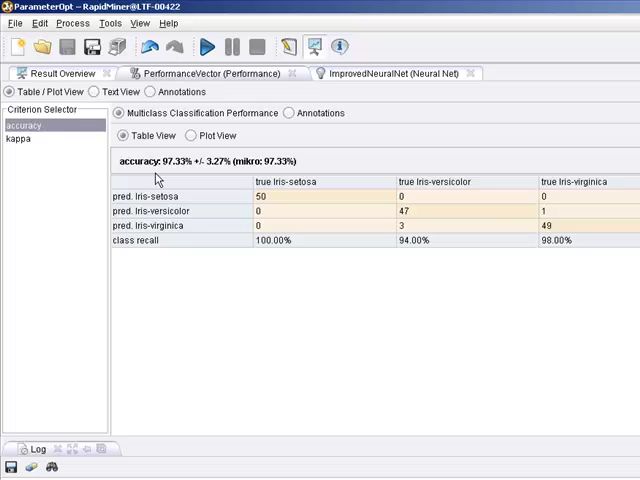 ParameterOpt – RapidMiner@LTF-00422
File Edit Process Tools View Help
Result Overview PerformanceVector (Performance) ImprovedNeuralNet (Neural Net)
Table / Plot View Text View Annotations
Criterion Selector
accuracy
kappa
Multiclass Classification Performance Annotations
Table View Plot View
accuracy: 97.33% +/- 3.27% (mikro: 97.33%)
true Iris-setosa true Iris-versicolor true Iris-virginica
pred. Iris-setosa 50 0 0
pred. Iris-versicolor 0 47 1
pred. Iris-virginica 0 3 49
class recall 100.00% 94.00% 98.00%
Log